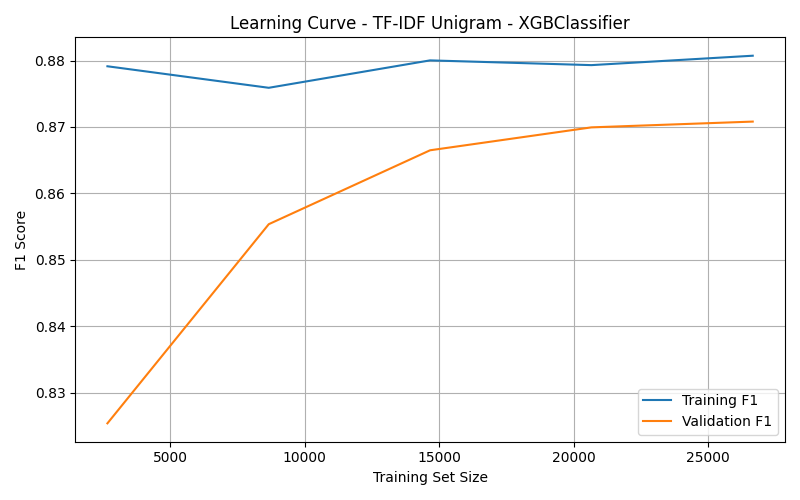 Learning Curve - TF-IDF Unigram - XGBClassifier
F1 Score
0.88
0.87
0.86
0.85
0.84
0.83
5000 10000 15000 20000 25000
Training Set Size
Training F1
Validation F1